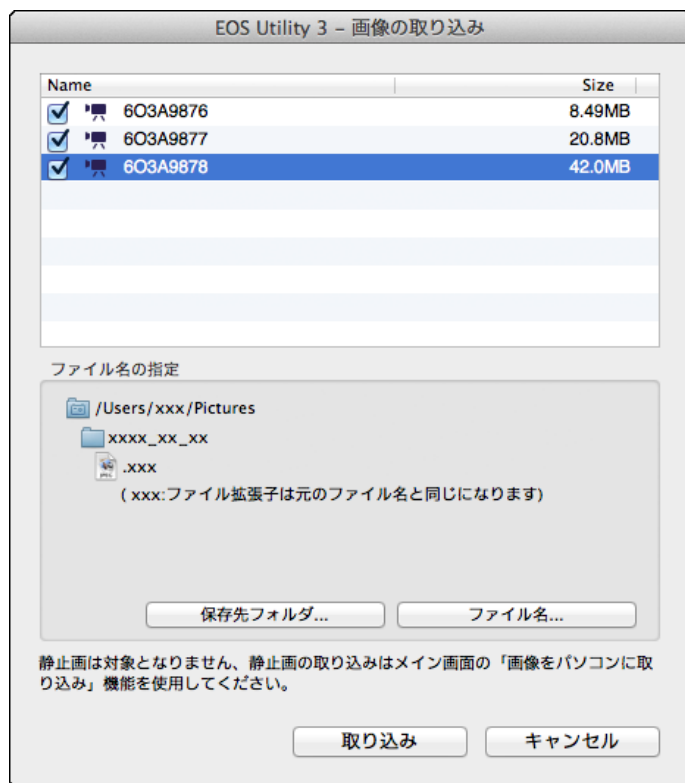 EOS Utility 3 – 画像の取り込み
Name Size
6O3A9876 8.49MB
6O3A9877 20.8MB
6O3A9878 42.0MB
ファイル名の指定
/Users/xxx/Pictures
xxxx_xx_xx
.xxx
( xxx:ファイル拡張子は元のファイル名と同じになります)
保存先フォルダ... ファイル名...
静止画は対象となりません、静止画の取り込みはメイン画面の「画像をパソコンに取
り込み」機能を使用してください。
取り込み キャンセル